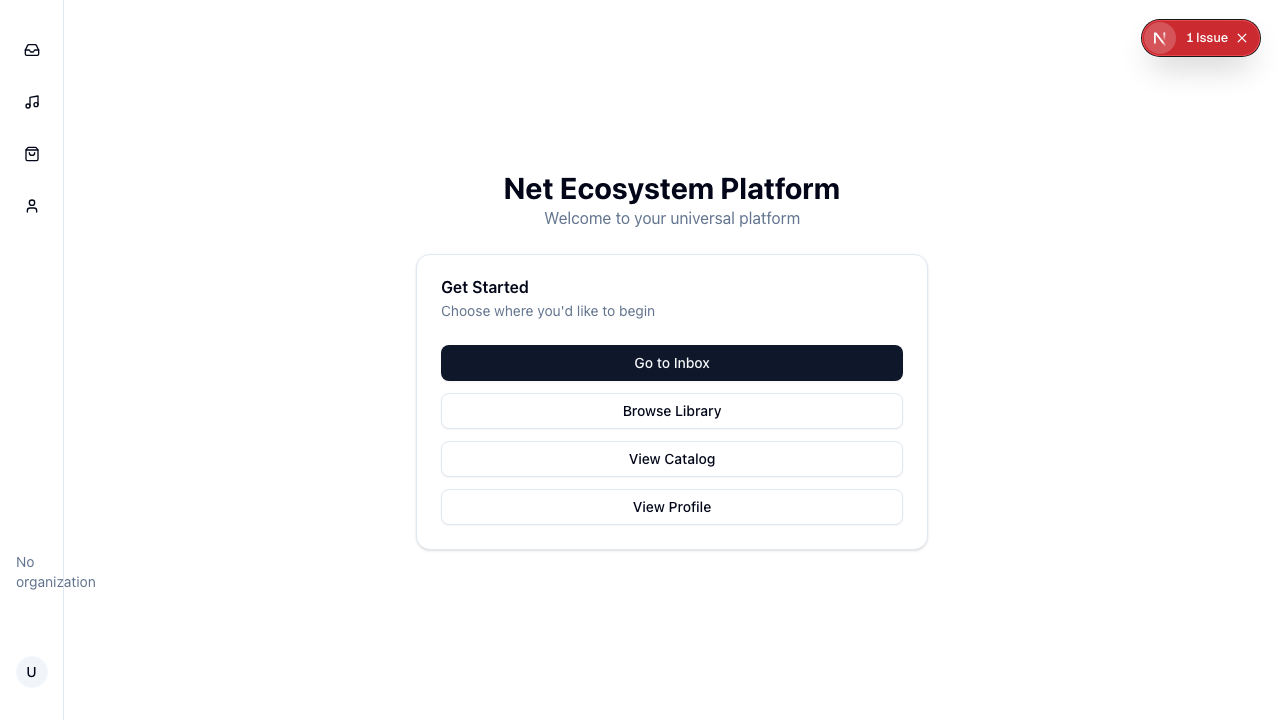 1 Issue
Net Ecosystem Platform
Welcome to your universal platform
Get Started
Choose where you'd like to begin
Go to Inbox
Browse Library
View Catalog
View Profile
No
organization
U